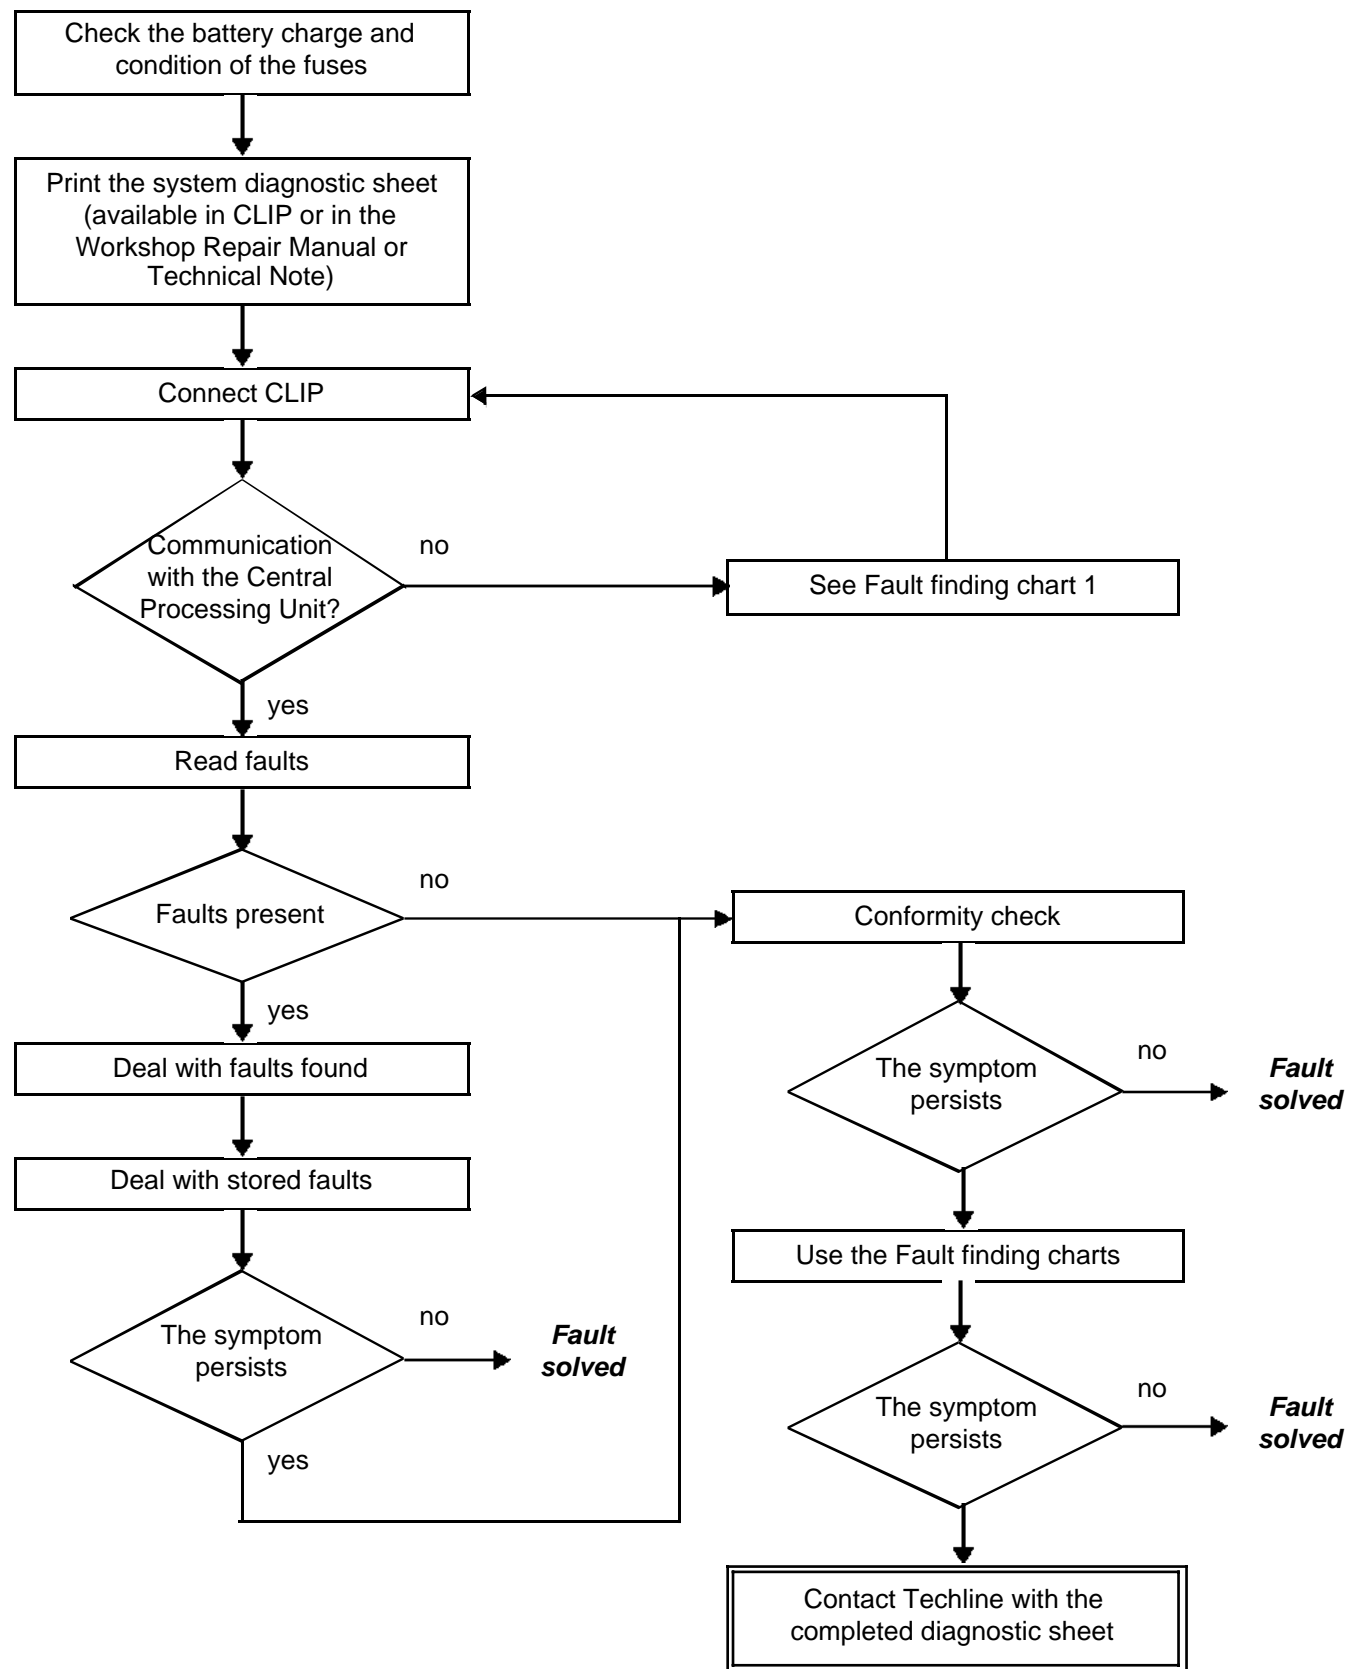 Check the battery charge and
condition of the fuses
Print the system diagnostic sheet
(available in CLIP or in the
Workshop Repair Manual or
Technical Note)
Connect CLIP
Communication
with the Central
Processing Unit?
no
See Fault finding chart 1
yes
Read faults
Faults present
no
Conformity check
yes
Deal with faults found
The symptom
persists
no
Fault
solved
Deal with stored faults
Use the Fault finding charts
The symptom
persists
no
Fault
solved
yes
The symptom
persists
no
Fault
solved
Contact Techline with the
completed diagnostic sheet